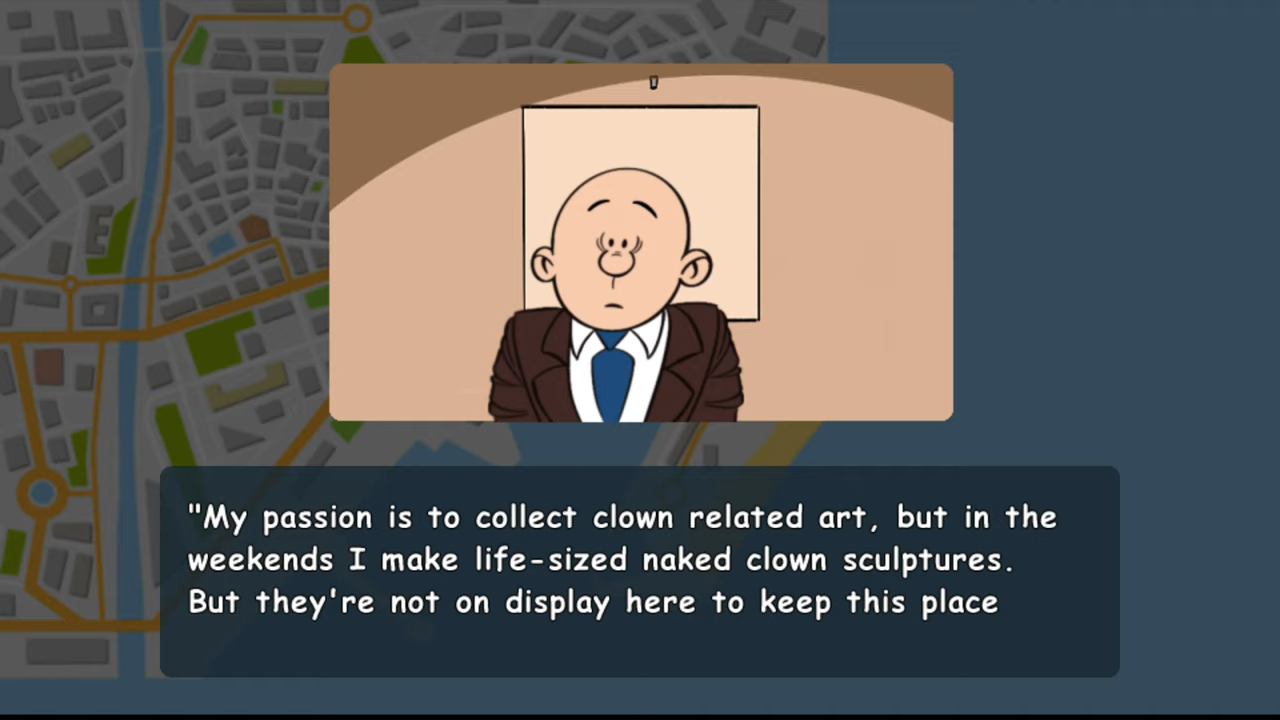 "My passion is to collect clown related art, but in the
weekends I make life-sized naked clown sculptures.
But they're not on display here to keep this place